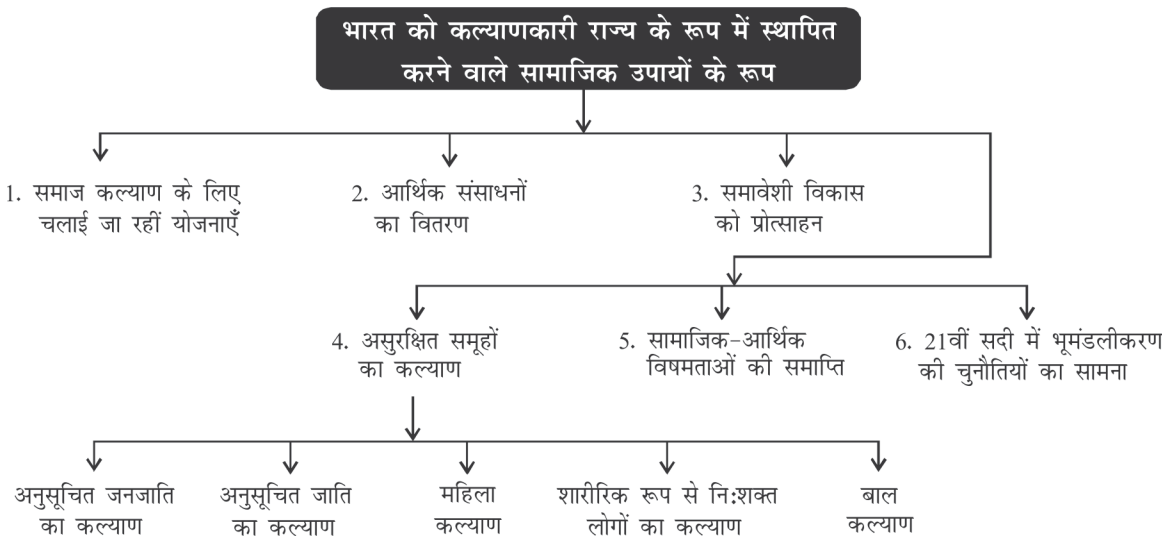 भारत को कल्याणकारी राज्य के रूप में स्थापित
करने वाले सामाजिक उपायों के रूप
1. समाज कल्याण के लिए
चलाई जा रहीं योजनाएँ
2. आर्थिक संसाधनों
का वितरण
3. समावेशी विकास
को प्रोत्साहन
4. असुरक्षित समूहों
का कल्याण
5. सामाजिक-आर्थिक
विषमताओं की समाप्ति
6. 21वीं सदी में भूमंडलीकरण
की चुनौतियों का सामना
अनुसूचित जनजाति
का कल्याण
अनुसूचित जाति
का कल्याण
महिला
कल्याण
शारीरिक रूप से नि:शक्त
लोगों का कल्याण
बाल
कल्याण